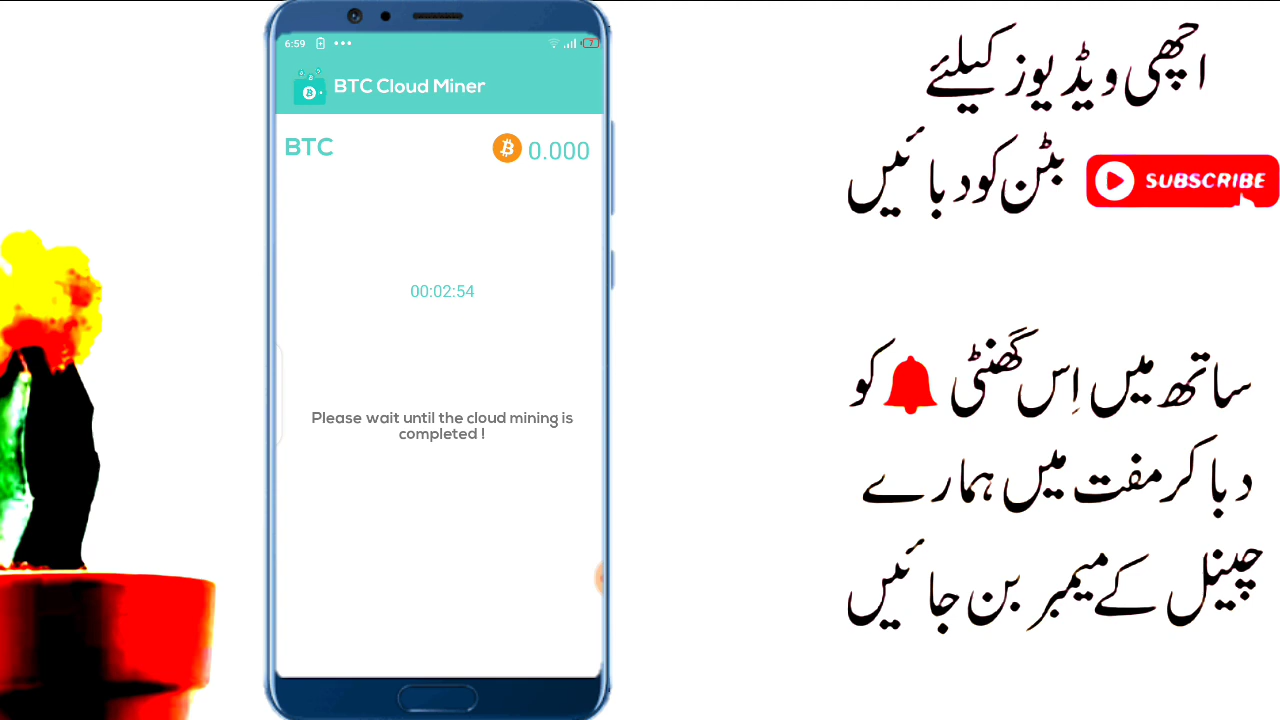 6:59
7
BTC Cloud Miner
BTC
0.000
00:02:54
Please wait until the cloud mining is
completed !
اچھی ویڈیوز کیلئے
بٹن کو دبائیں
SUBSCRIBE
ساتھ میں اِس گھنٹی کو
دبا کر مفت میں ہمارے
چینل کے میمبر بن جائیں